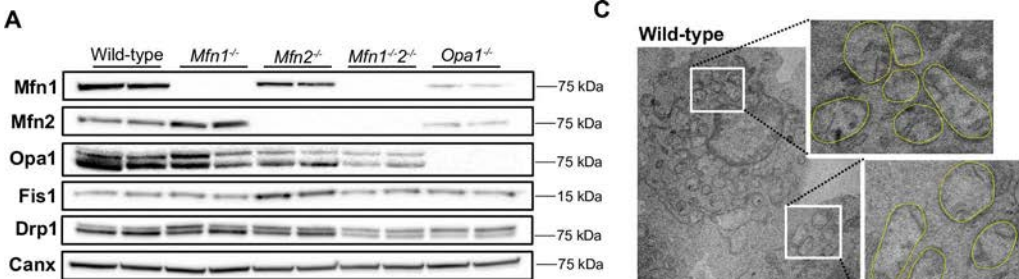 A
Wild-type Mfn1-/- Mfn2-/- Mfn1-/-2-/- Opa1-/-
Mfn1 75 kDa
Mfn2 75 kDa
Opa1 75 kDa
Fis1 15 kDa
Drp1 75 kDa
Canx 75 kDa
C
Wild-type